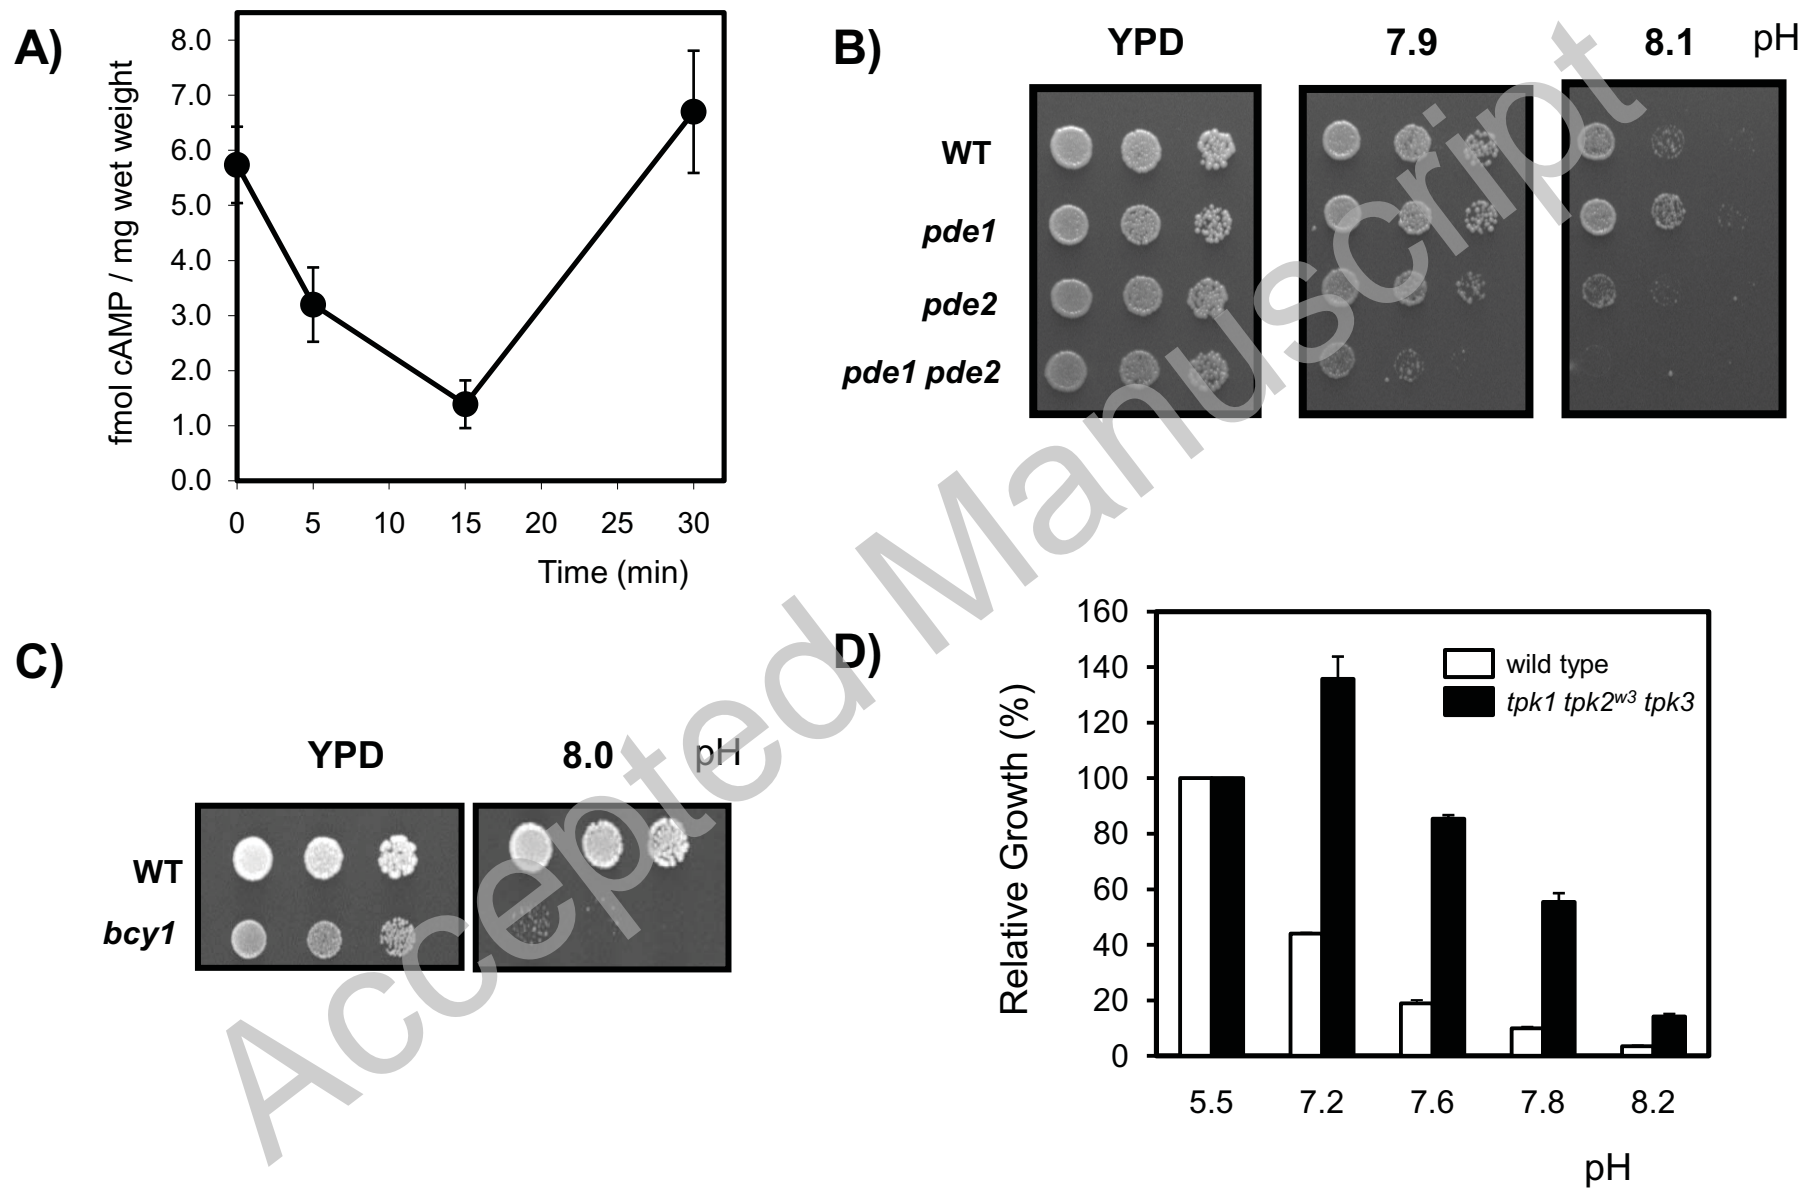 A)
8.0
7.0
6.0
5.0
4.0
3.0
2.0
1.0
0.0
fmol cAMP / mg wet weight
0 5 10 15 20 25 30
Time (min)
B)
YPD 7.9 8.1 pH
WT
pde1
pde2
pde1 pde2
C)
YPD 8.0 pH
WT
bcy1
D)
160
140
120
100
80
60
40
20
0
Relative Growth (%)
wild type
tpk1 tpk2w3 tpk3
5.5 7.2 7.6 7.8 8.2
pH
Accepted Manuscript